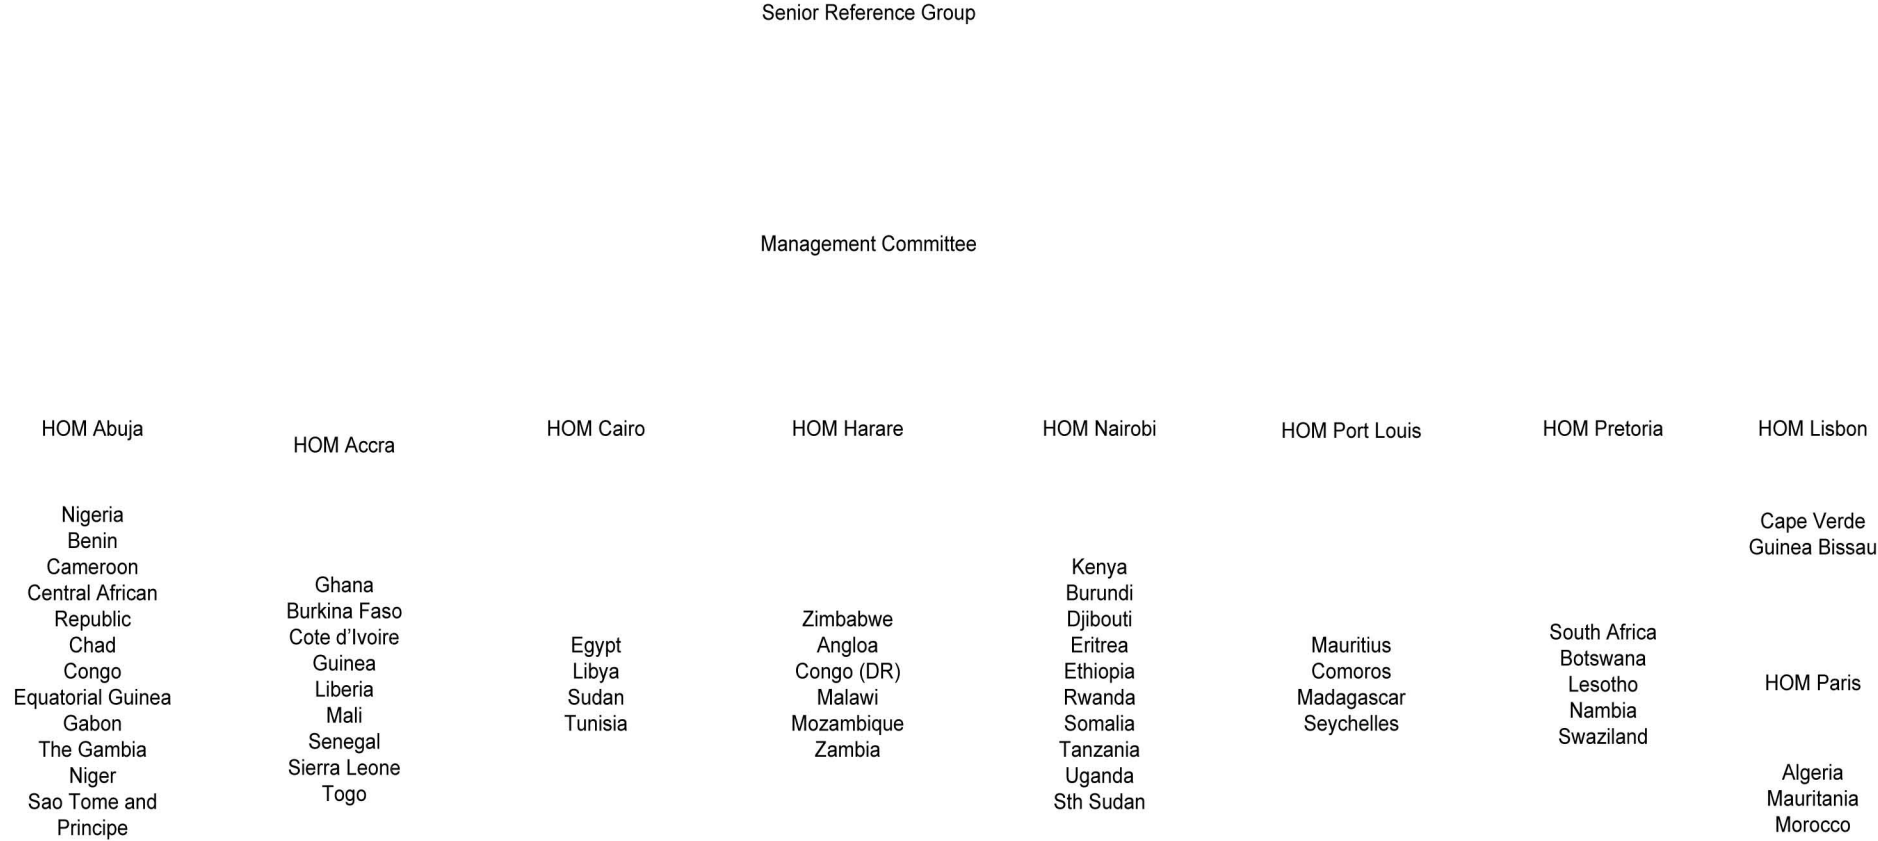 Senior Reference Group
Management Committee
HOM Abuja
Nigeria
Benin
Cameroon
Central African
Republic
Chad
Congo
Equatorial Guinea
Gabon
The Gambia
Niger
Sao Tome and
Principe
HOM Accra
Ghana
Burkina Faso
Cote d’Ivoire
Guinea
Liberia
Mali
Senegal
Sierra Leone
Togo
HOM Cairo
Egypt
Libya
Sudan
Tunisia
HOM Harare
Zimbabwe
Angloa
Congo (DR)
Malawi
Mozambique
Zambia
HOM Nairobi
Kenya
Burundi
Djibouti
Eritrea
Ethiopia
Rwanda
Somalia
Tanzania
Uganda
Sth Sudan
HOM Port Louis
Mauritius
Comoros
Madagascar
Seychelles
HOM Pretoria
South Africa
Botswana
Lesotho
Nambia
Swaziland
HOM Lisbon
Cape Verde
Guinea Bissau
HOM Paris
Algeria
Mauritania
Morocco